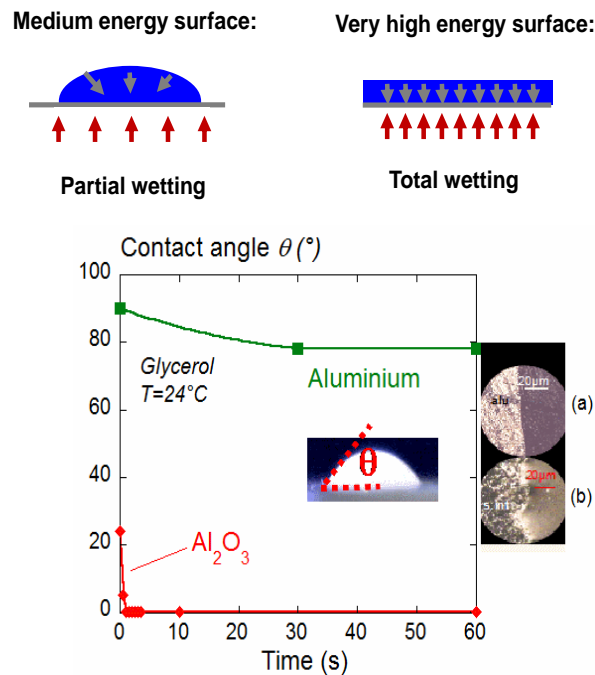 Medium energy surface:
Very high energy surface:
Partial wetting
Total wetting
Contact angle θ (°)
100
80
60
40
20
0
Glycerol
T=24°C
Aluminium
θ
Al₂O₃
0
10
20
30
40
50
60
Time (s)
20µm
alu
(a)
20µm
(b)